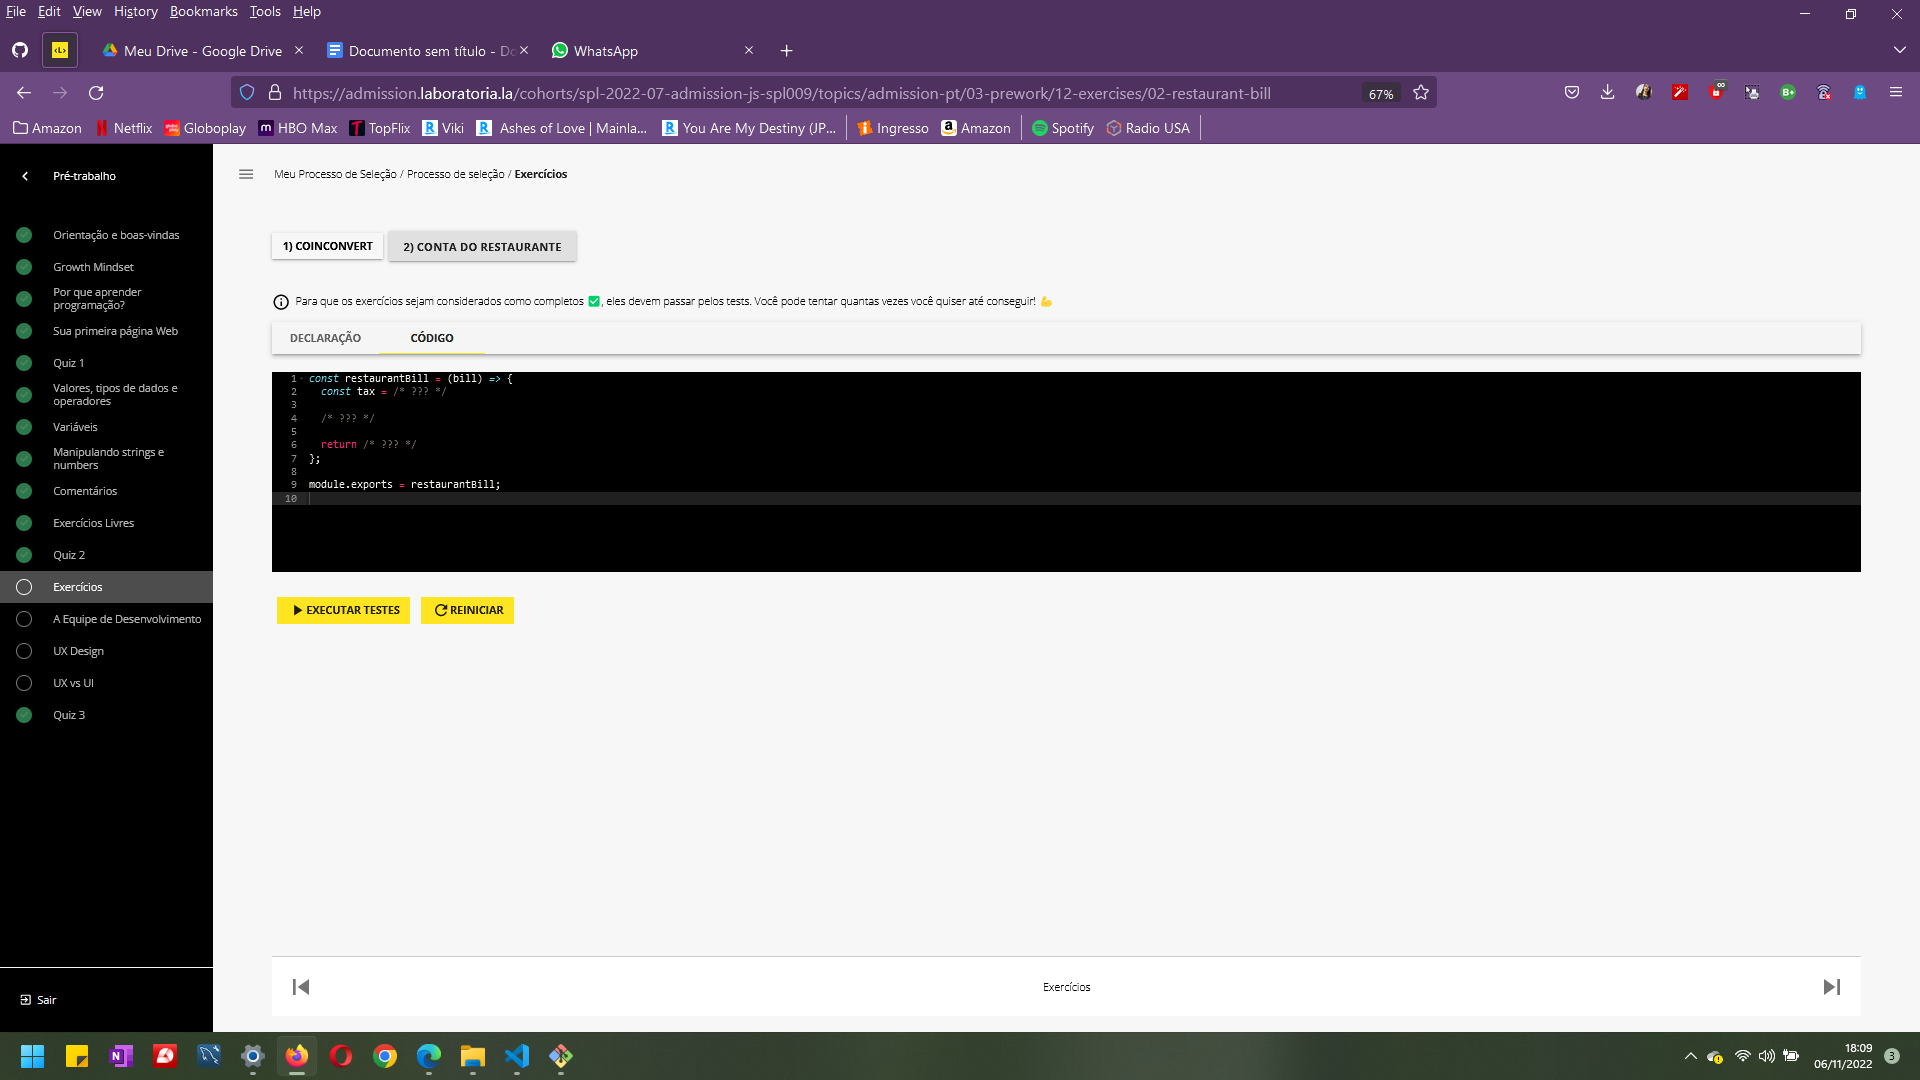 File Edit View History Bookmarks Tools Help
Meu Drive - Google Drive
Documento sem título - Do
WhatsApp
https://admission.laboratoria.la/cohorts/spl-2022-07-admission-js-spl009/topics/admission-pt/03-prework/12-exercises/02-restaurant-bill
67%
Amazon Netflix Globoplay HBO Max TopFlix Viki Ashes of Love | Mainla... You Are My Destiny (JP... Ingresso Amazon Spotify Radio USA
Pré-trabalho
Orientação e boas-vindas
Growth Mindset
Por que aprender
programação?
Sua primeira página Web
Quiz 1
Valores, tipos de dados e
operadores
Variáveis
Manipulando strings e
numbers
Comentários
Exercícios Livres
Quiz 2
Exercícios
A Equipe de Desenvolvimento
UX Design
UX vs UI
Quiz 3
Sair
Meu Processo de Seleção / Processo de seleção / Exercícios
1) COINCONVERT 2) CONTA DO RESTAURANTE
Para que os exercícios sejam considerados como completos ✅, eles devem passar pelos tests. Você pode tentar quantas vezes você quiser até conseguir! 💪
DECLARAÇÃO CÓDIGO
1 const restaurantBill = (bill) => {
2 const tax = /* ??? */
3
4 /* ??? */
5
6 return /* ??? */
7 };
8
9 module.exports = restaurantBill;
10
EXECUTAR TESTES REINICIAR
Exercícios
18:09
06/11/2022
3